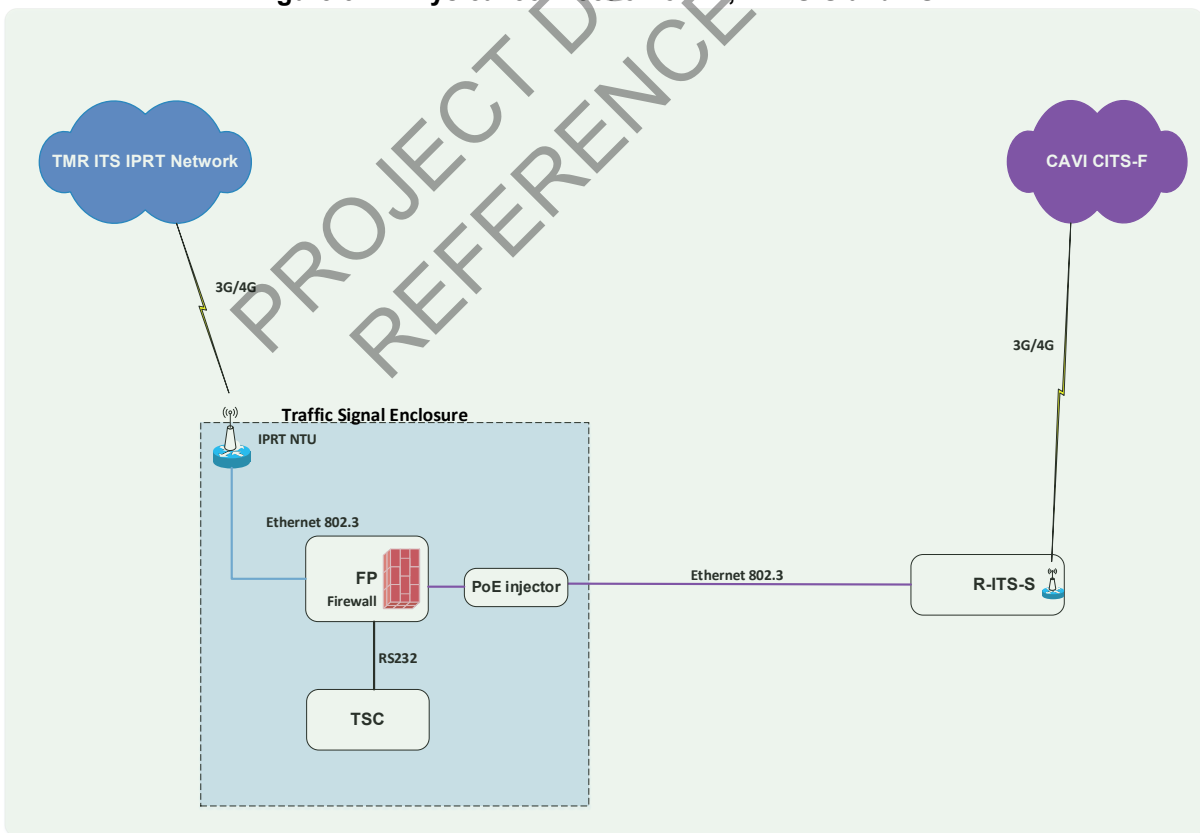 PROJECT D
REFERENCE
TMR ITS IPRT Network
CAVI CITS-F
3G/4G
3G/4G
Traffic Signal Enclosure
IPRT NTU
Ethernet 802.3
FP
Firewall
PoE injector
Ethernet 802.3
R-ITS-S
RS232
TSC